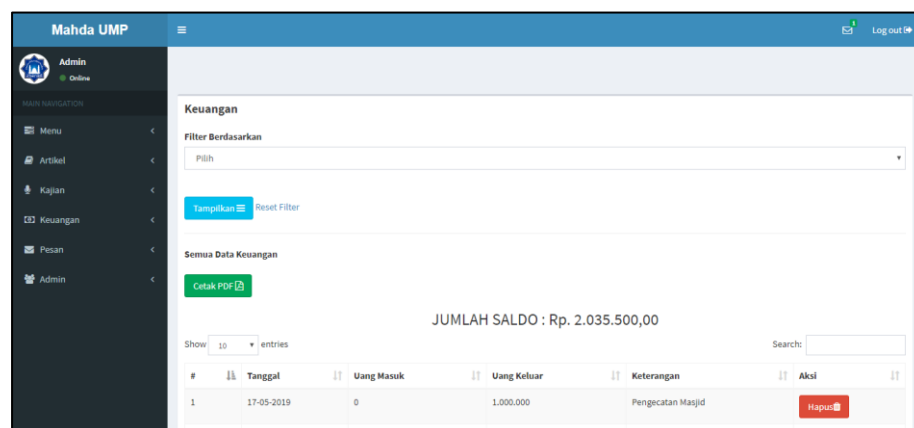 Mahda UMP
1
Log out
Admin
Online
MAIN NAVIGATION
Menu
Artikel
Kajian
Keuangan
Pesan
Admin
Keuangan
Filter Berdasarkan
Pilih
Tampilkan Reset Filter
Semua Data Keuangan
Cetak PDF
JUMLAH SALDO : Rp. 2.035.500,00
Show 10 entries Search:
# Tanggal Uang Masuk Uang Keluar Keterangan Aksi
1 17-05-2019 0 1.000.000 Pengecatan Masjid Hapus